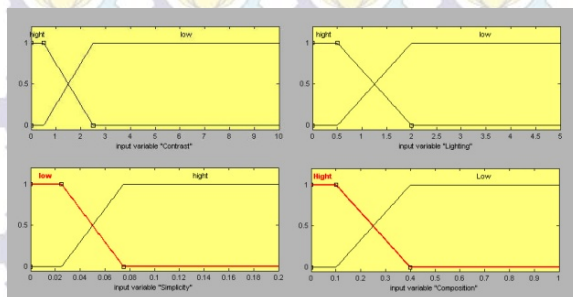 hight low
1
0.5
0
0 1 2 3 4 5 6 7 8 9 10
input variable "Contrast"
hight low
1
0.5
0
0 0.5 1 1.5 2 2.5 3 3.5 4 4.5 5
input variable "Lighting"
low hight
1
0.5
0
0 0.02 0.04 0.06 0.08 0.1 0.12 0.14 0.16 0.18 0.2
input variable "Simplicity"
Hight Low
1
0.5
0
0 0.1 0.2 0.3 0.4 0.5 0.6 0.7 0.8 0.9 1
input variable "Composition"